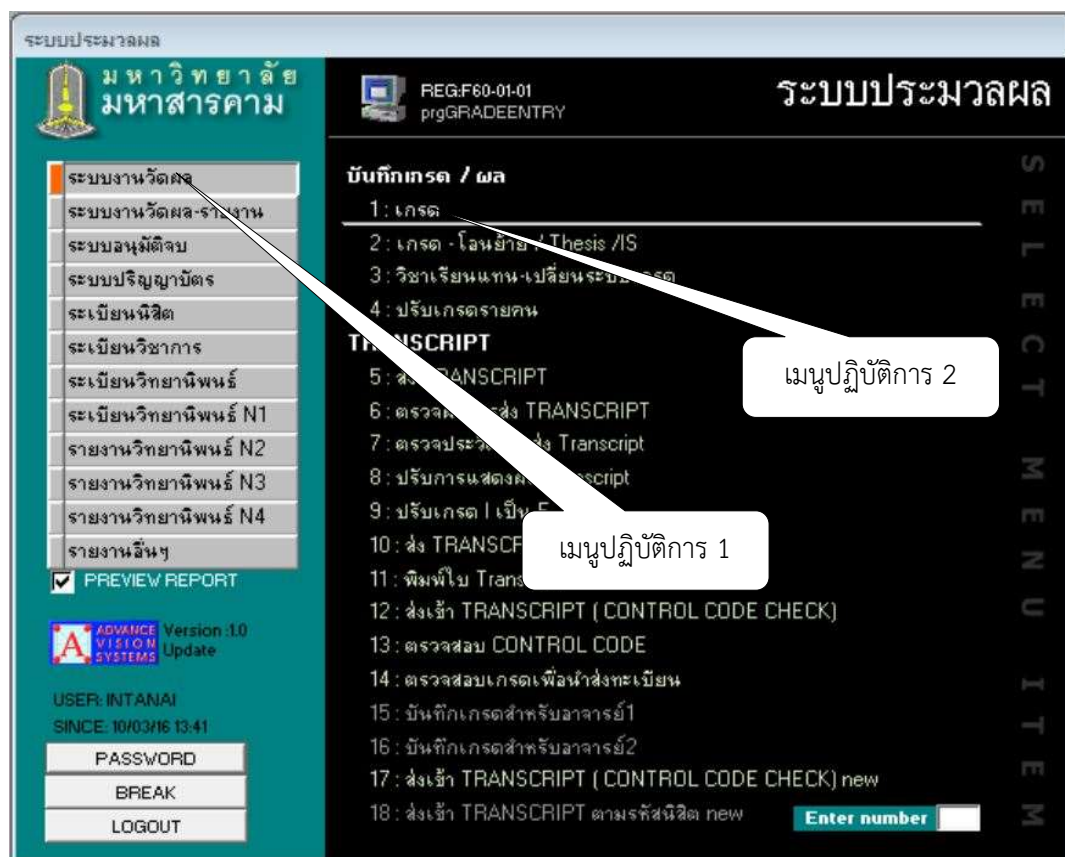 ระบบประมวลผล
มหาวิทยาลัย
มหาสารคาม
REG:F60-01-01
prgGRADEENTRY
ระบบประมวลผล
ระบบงานวัดผล
ระบบงานวัดผล-รายงาน
ระบบอนุมัติจบ
ระบบปริญญาบัตร
ระเบียนนิสิต
ระเบียนวิชาการ
ระเบียนวิทยานิพนธ์
ระเบียนวิทยานิพนธ์ N1
รายงานวิทยานิพนธ์ N2
รายงานวิทยานิพนธ์ N3
รายงานวิทยานิพนธ์ N4
รายงานอื่นๆ
PREVIEW REPORT
ADVANCE VISION SYSTEMS
Version :1.0
Update
USER: INTANAI
SINCE: 10/03/16 13:41
PASSWORD
BREAK
LOGOUT
บันทึกเกรด / ผล
1 : เกรด
2 : เกรด - โอนย้าย / Thesis /IS
3 : วิชาเรียนแทน-เปลี่ยนระบบเกรด
4 : ปรับเกรดรายคน
TRANSCRIPT
5 : ส่ง TRANSCRIPT
6 : ตรวจ ส่ง TRANSCRIPT
7 : ตรวจประวัติ ส่ง Transcript
8 : ปรับการแสดงผล Transcript
9 : ปรับเกรด I เป็น F
10 : ส่ง
11 : พิมพ์ใบ
12 : ส่งเข้า TRANSCRIPT ( CONTROL CODE CHECK)
13 : ตรวจสอบ CONTROL CODE
14 : ตรวจสอบเกรดเพื่อนำส่งทะเบียน
15 : บันทึกเกรดสำหรับอาจารย์1
16 : บันทึกเกรดสำหรับอาจารย์2
17 : ส่งเข้า TRANSCRIPT ( CONTROL CODE CHECK) new
18 : ส่งเข้า TRANSCRIPT ตามรหัสนิสิต new
Enter number
เมนูปฏิบัติการ 2
เมนูปฏิบัติการ 1
SELECT MENU ITEM